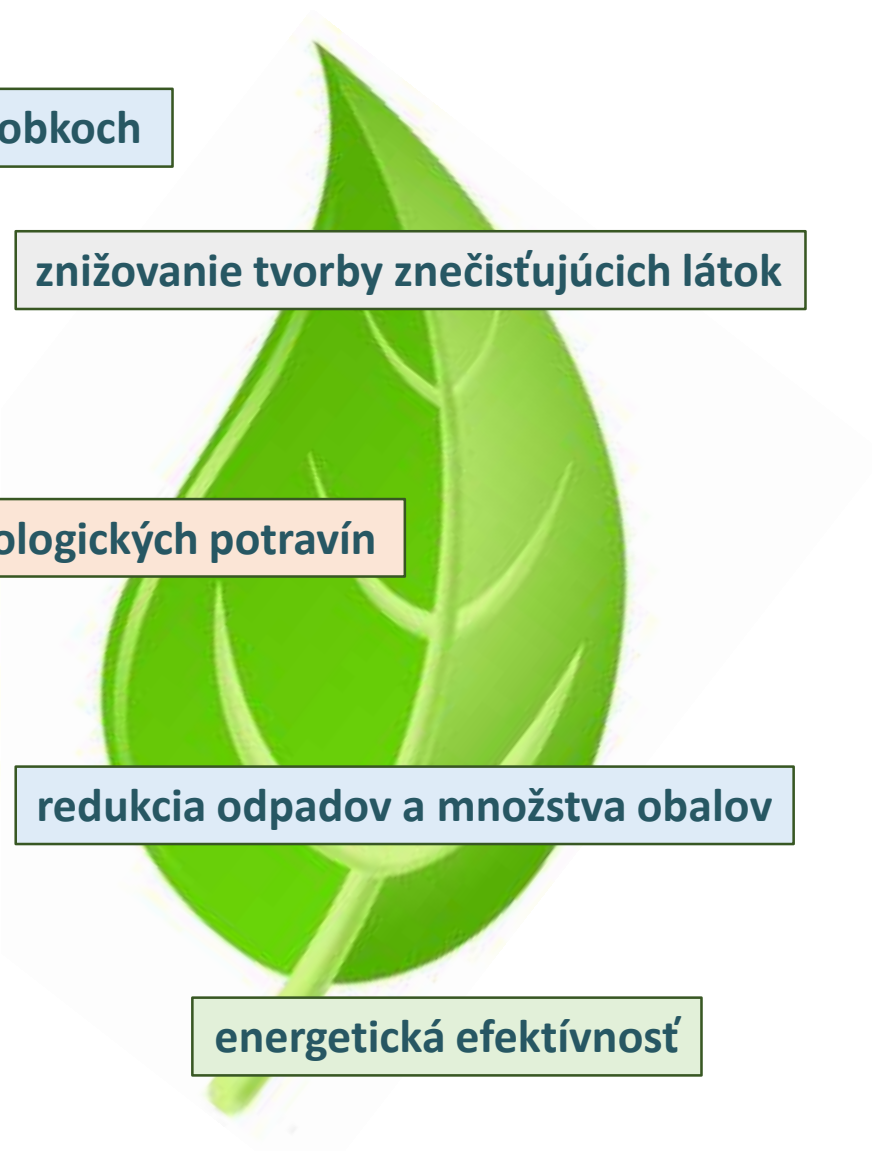 obkoch
znižovanie tvorby znečisťujúcich látok
ologických potravín
redukcia odpadov a množstva obalov
energetická efektívnosť